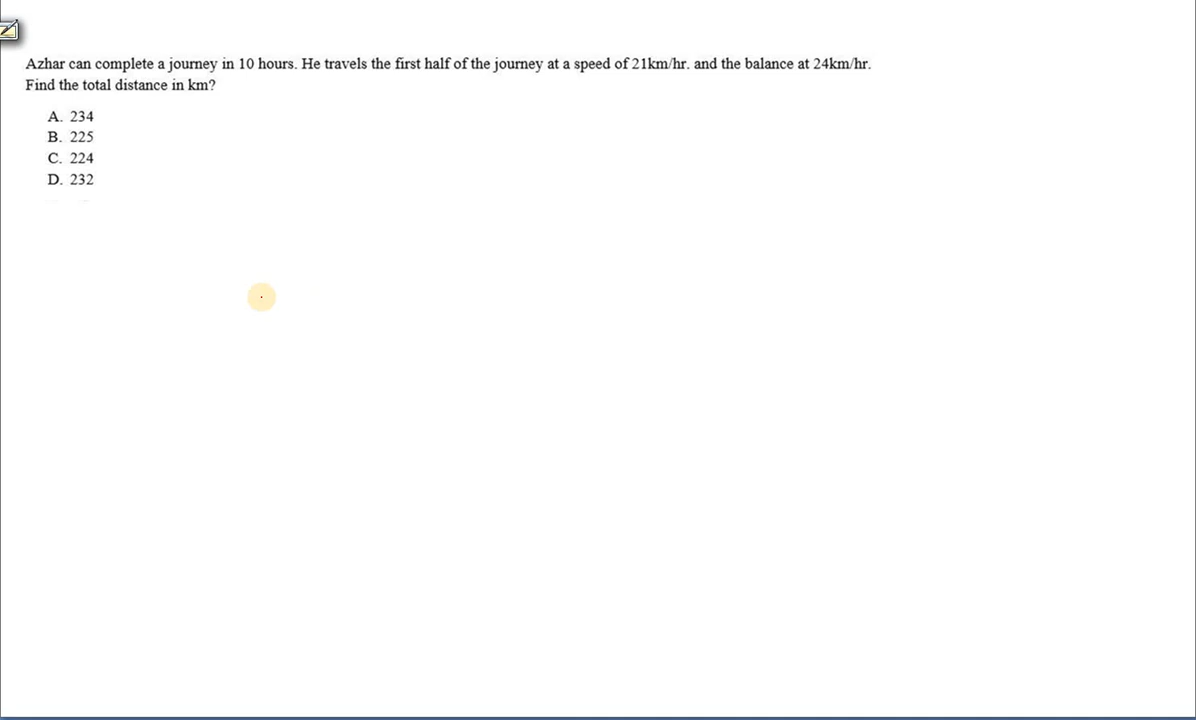 Azhar can complete a journey in 10 hours. He travels the first half of the journey at a speed of 21km/hr. and the balance at 24km/hr.
Find the total distance in km?
A. 234
B. 225
C. 224
D. 232